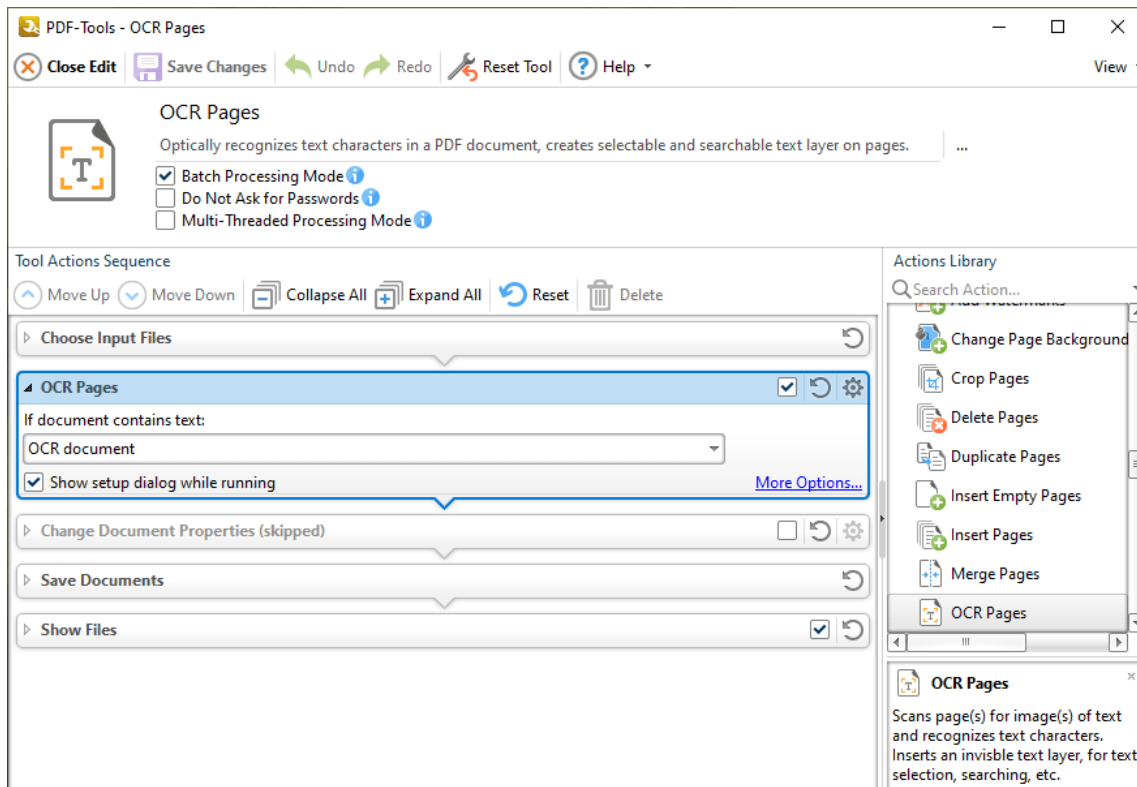 PDF-Tools - OCR Pages
Close Edit Save Changes Undo Redo Reset Tool Help View
OCR Pages
Optically recognizes text characters in a PDF document, creates selectable and searchable text layer on pages. ...
Batch Processing Mode
Do Not Ask for Passwords
Multi-Threaded Processing Mode
Tool Actions Sequence
Move Up Move Down Collapse All Expand All Reset Delete
Choose Input Files
OCR Pages
If document contains text:
OCR document
Show setup dialog while running More Options...
Change Document Properties (skipped)
Save Documents
Show Files
Actions Library
Search Action...
Add Watermarks
Change Page Background
Crop Pages
Delete Pages
Duplicate Pages
Insert Empty Pages
Insert Pages
Merge Pages
OCR Pages
OCR Pages
Scans page(s) for image(s) of text
and recognizes text characters.
Inserts an invisble text layer, for text
selection, searching, etc.